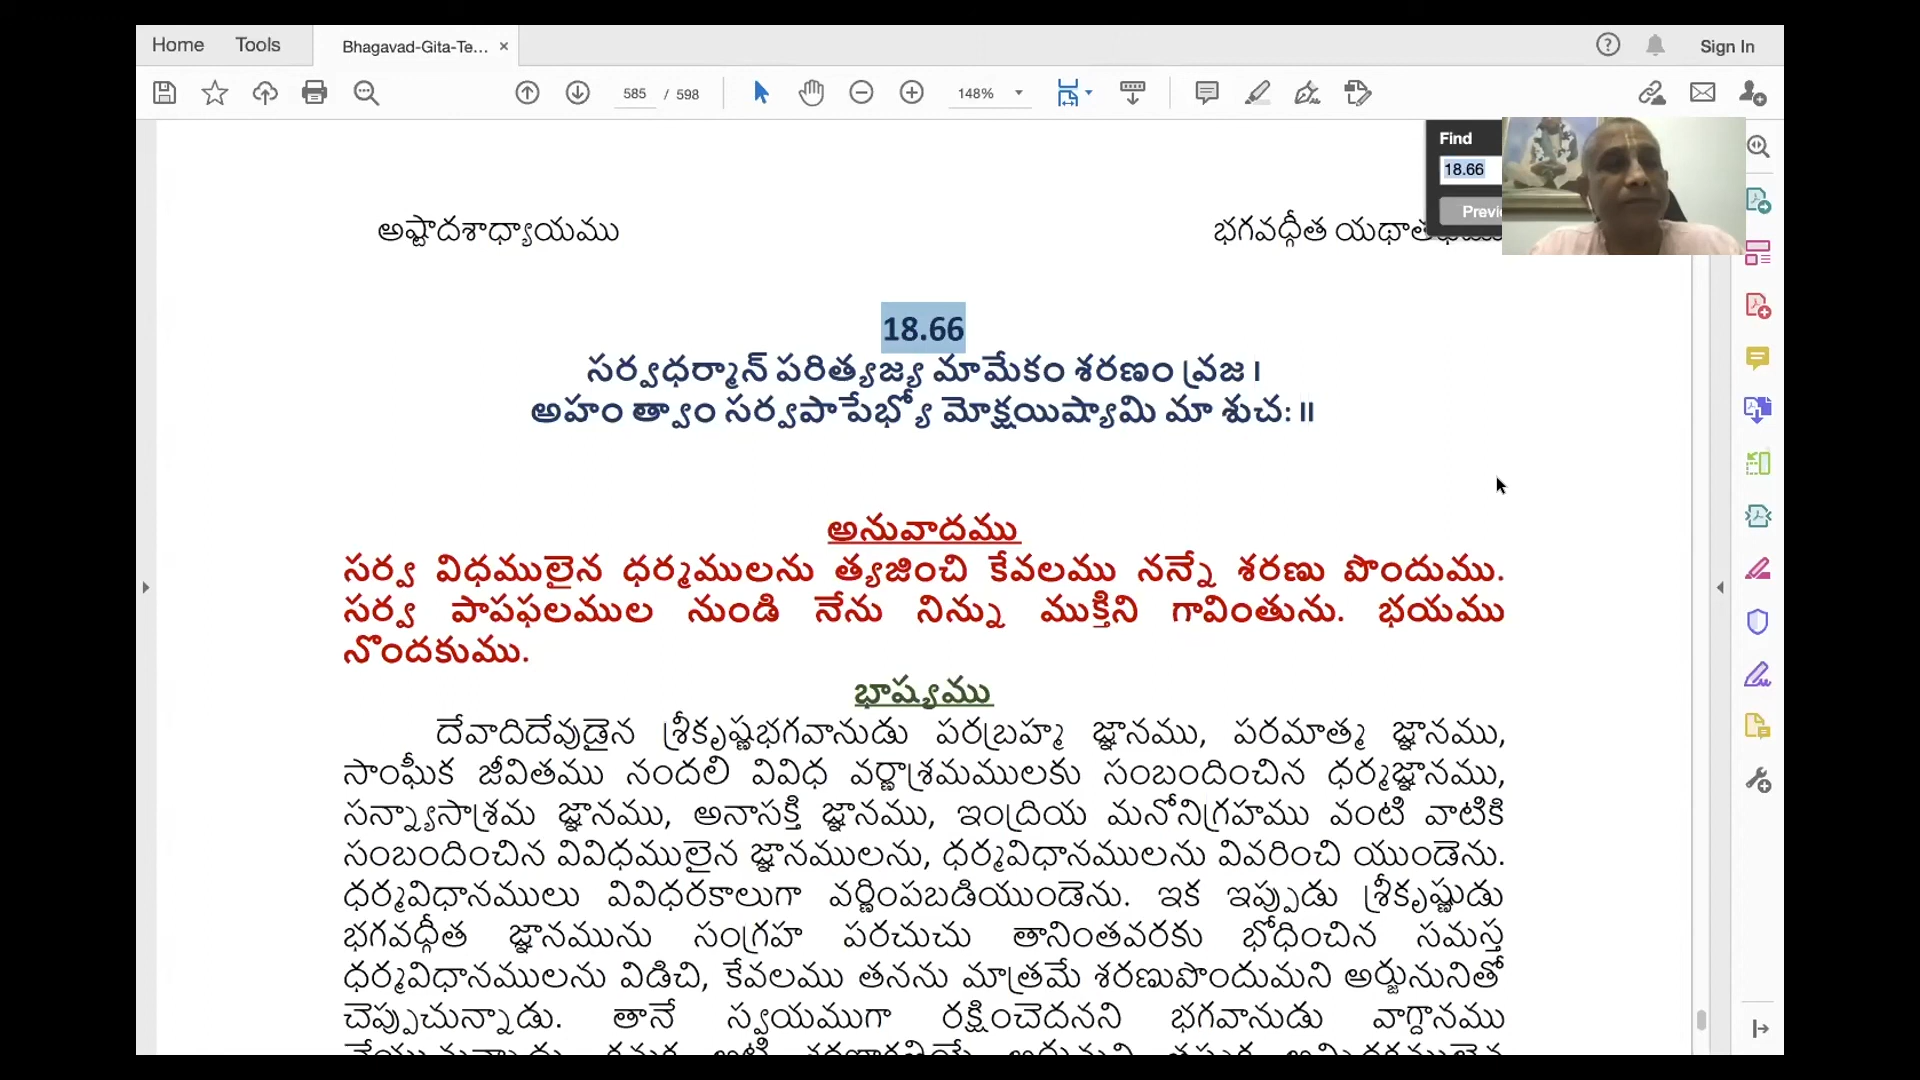 Home Tools Bhagavad-Gita-Te... × Sign In
585 / 598 148%
Find
18.66
అష్టాదశాధ్యాయము భగవద్గీత
18.66
సర్వధర్మాన్ పరిత్యజ్య మామేకం శరణం వ్రజ ।
అహం త్వాం సర్వపాపేభ్యో మోక్షయిష్యామి మా శుచః ॥
అనువాదము
సర్వ విధములైన ధర్మములను త్యజించి కేవలము నన్నే శరణు పొందుము.
సర్వ పాపఫలముల నుండి నేను నిన్ను ముక్తిని గావింతును. భయము
నొందకుము.
భాష్యము
దేవాదిదేవుడైన శ్రీకృష్ణభగవానుడు పరబ్రహ్మ జ్ఞానము, పరమాత్మ జ్ఞానము,
సాంఘీక జీవితము నందలి వివిధ వర్ణాశ్రమములకు సంబందించిన ధర్మజ్ఞానము,
సన్న్యాసాశ్రమ జ్ఞానము, అనాసక్తి జ్ఞానము, ఇంద్రియ మనోనిగ్రహము వంటి వాటికి
సంబందించిన వివిధములైన జ్ఞానములను, ధర్మవిధానములను వివరించి యుండెను.
ధర్మవిధానములు వివిధరకాలుగా వర్ణింపబడియుండెను. ఇక ఇప్పుడు శ్రీకృష్ణుడు
భగవద్గీత జ్ఞానమును సంగ్రహ పరచుచు తానింతవరకు భోధించిన సమస్త
ధర్మవిధానములను విడిచి, కేవలము తనను మాత్రమే శరణుపొందుమని అర్జునునితో
చెప్పుచున్నాడు. తానే స్వయముగా రక్షించెదనని భగవానుడు వాగ్దానము